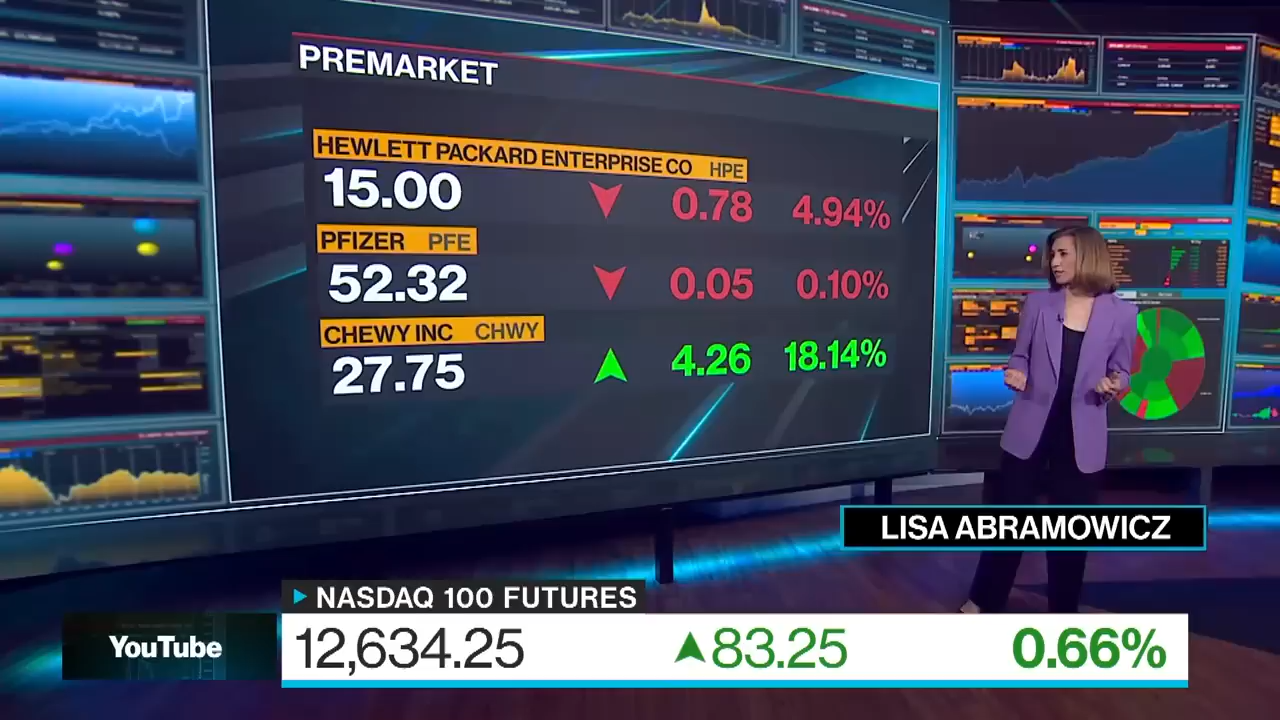 PREMARKET
HEWLETT PACKARD ENTERPRISE CO HPE
15.00 0.78 4.94%
PFIZER PFE
52.32 0.05 0.10%
CHEWY INC CHWY
27.75 4.26 18.14%
LISA ABRAMOWICZ
NASDAQ 100 FUTURES
YouTube
12,634.25 83.25 0.66%